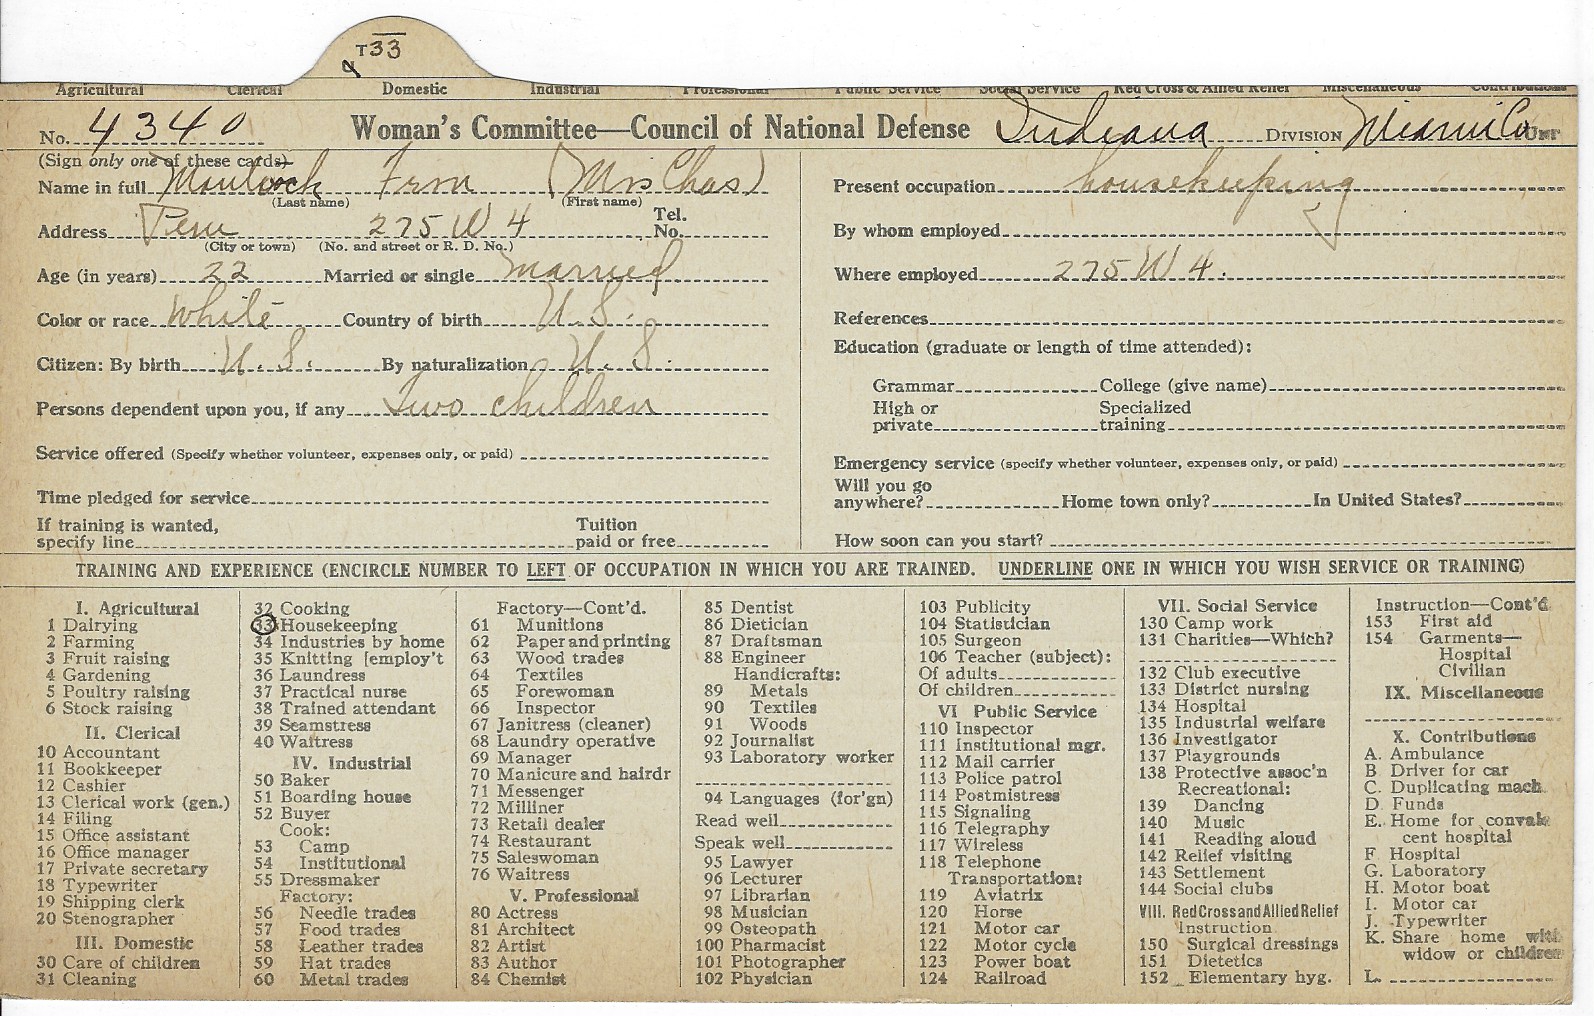 T33
Agricultural Clerical Domestic Industrial Professional Public Service Social Service Red Cross & Allied Relief Miscellaneous Contributions
No. 4340 Woman's Committee—Council of National Defense Indiana DIVISION Miami Co UNIT
(Sign only one of these cards)
Name in full (Mrs Chas)
(Last name) (First name)
Address Peru 275 W 4 Tel. No.
(City or town) (No. and street or R. D. No.)
Age (in years) 22 Married or single Married
Color or race White Country of birth U. S.
Citizen: By birth U. S. By naturalization U. S.
Persons dependent upon you, if any Two children
Service offered (Specify whether volunteer, expenses only, or paid)
Time pledged for service
If training is wanted,
specify line
Tuition
paid or free
Present occupation housekeeping
By whom employed
Where employed 275 W 4.
References
Education (graduate or length of time attended):
Grammar College (give name)
High or Specialized
private training
Emergency service (specify whether volunteer, expenses only, or paid)
Will you go
anywhere? Home town only? In United States?
How soon can you start?
TRAINING AND EXPERIENCE (ENCIRCLE NUMBER TO LEFT OF OCCUPATION IN WHICH YOU ARE TRAINED. UNDERLINE ONE IN WHICH YOU WISH SERVICE OR TRAINING)
I. Agricultural
1 Dairying
2 Farming
3 Fruit raising
4 Gardening
5 Poultry raising
6 Stock raising
II. Clerical
10 Accountant
11 Bookkeeper
12 Cashier
13 Clerical work (gen.)
14 Filing
15 Office assistant
16 Office manager
17 Private secretary
18 Typewriter
19 Shipping clerk
20 Stenographer
III. Domestic
30 Care of children
31 Cleaning
32 Cooking
33 Housekeeping
34 Industries by home
35 Knitting [employ't
36 Laundress
37 Practical nurse
38 Trained attendant
39 Seamstress
40 Waitress
IV. Industrial
50 Baker
51 Boarding house
52 Buyer
Cook:
53 Camp
54 Institutional
55 Dressmaker
Factory:
56 Needle trades
57 Food trades
58 Leather trades
59 Hat trades
60 Metal trades
Factory—Cont'd.
61 Munitions
62 Paper and printing
63 Wood trades
64 Textiles
65 Forewoman
66 Inspector
67 Janitress (cleaner)
68 Laundry operative
69 Manager
70 Manicure and hairdr
71 Messenger
72 Milliner
73 Retail dealer
74 Restaurant
75 Saleswoman
76 Waitress
V. Professional
80 Actress
81 Architect
82 Artist
83 Author
84 Chemist
85 Dentist
86 Dietician
87 Draftsman
88 Engineer
Handicrafts:
89 Metals
90 Textiles
91 Woods
92 Journalist
93 Laboratory worker
94 Languages (for'gn)
Read well
Speak well
95 Lawyer
96 Lecturer
97 Librarian
98 Musician
99 Osteopath
100 Pharmacist
101 Photographer
102 Physician
103 Publicity
104 Statistician
105 Surgeon
106 Teacher (subject):
Of adults
Of children
VI Public Service
110 Inspector
111 Institutional mgr.
112 Mail carrier
113 Police patrol
114 Postmistress
115 Signaling
116 Telegraphy
117 Wireless
118 Telephone
Transportation:
119 Aviatrix
120 Horse
121 Motor car
122 Motor cycle
123 Power boat
124 Railroad
VII. Social Service
130 Camp work
131 Charities—Which?
132 Club executive
133 District nursing
134 Hospital
135 Industrial welfare
136 Investigator
137 Playgrounds
138 Protective assoc'n
Recreational:
139 Dancing
140 Music
141 Reading aloud
142 Relief visiting
143 Settlement
144 Social clubs
VIII. Red Cross and Allied Relief
Instruction
150 Surgical dressings
151 Dietetics
152 Elementary hyg.
Instruction—Cont'd
153 First aid
154 Garments—
Hospital
Civilian
IX. Miscellaneous
X. Contributions
A. Ambulance
B Driver for car
C. Duplicating mach.
D. Funds
E. Home for conval-
cent hospital
F Hospital
G. Laboratory
H. Motor boat
I. Motor car
J. Typewriter
K. Share home with
widow or children
L.